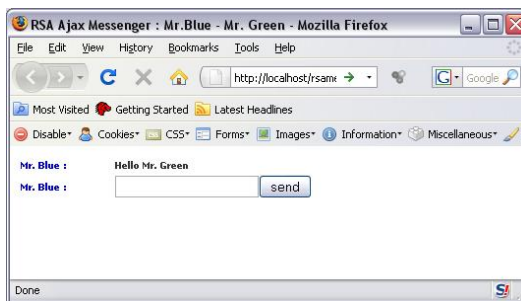 RSA Ajax Messenger : Mr.Blue - Mr. Green - Mozilla Firefox
File Edit View History Bookmarks Tools Help
http://localhost/rsame G Google
Most Visited Getting Started Latest Headlines
Disable Cookies CSS Forms Images Information Miscellaneous
Mr. Blue : Hello Mr. Green
Mr. Blue : send
Done S!